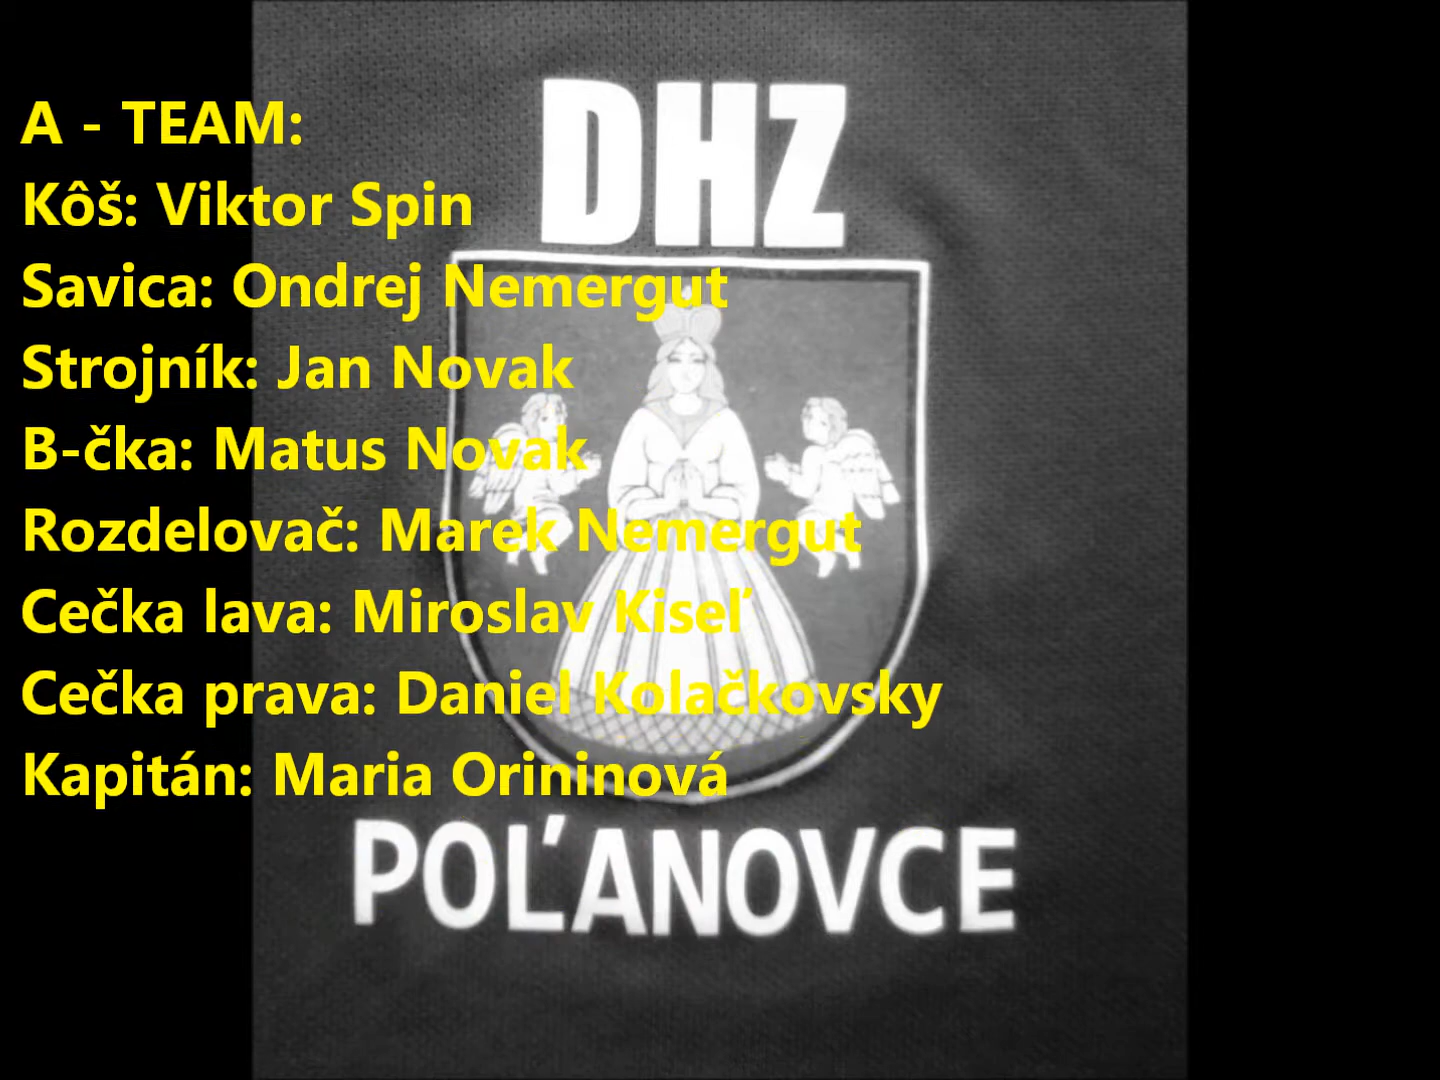 DHZ
A - TEAM:
Kôš: Viktor Spin
Savica: Ondrej Nemergut
Strojník: Jan Novak
B-čka: Matus Novak
Rozdelovač: Marek Nemergut
Cečka lava: Miroslav Kiseľ
Cečka prava: Daniel Kolačkovsky
Kapitán: Maria Orininová
POĽANOVCE